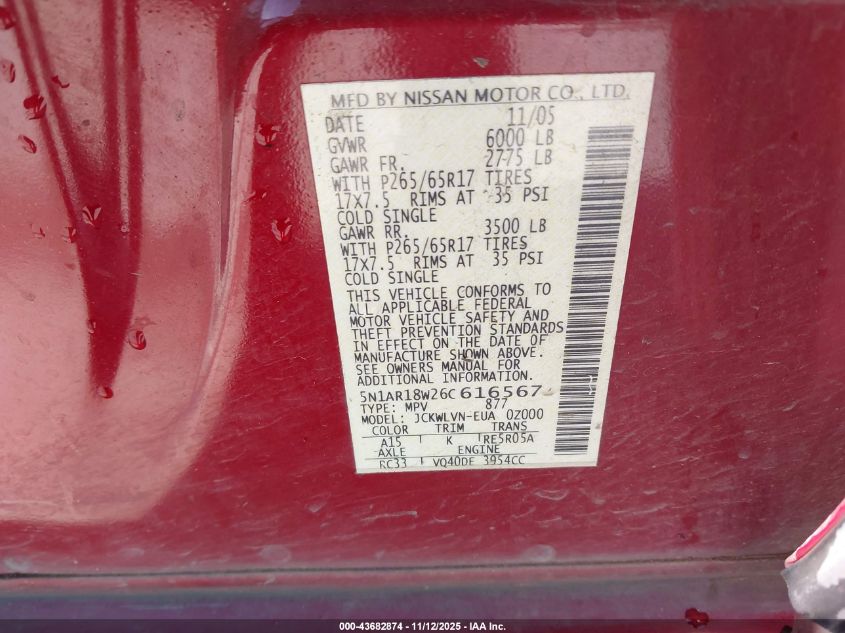 MFD BY NISSAN MOTOR CO., LTD.
DATE 11/05
GVWR 6000 LB
GAWR FR. 2775 LB
WITH P265/65R17 TIRES
17X7.5 RIMS AT 35 PSI
COLD SINGLE
GAWR RR. 3500 LB
WITH P265/65R17 TIRES
17X7.5 RIMS AT 35 PSI
COLD SINGLE
THIS VEHICLE CONFORMS TO
ALL APPLICABLE FEDERAL
MOTOR VEHICLE SAFETY AND
THEFT PREVENTION STANDARDS
IN EFFECT ON THE DATE OF
MANUFACTURE SHOWN ABOVE.
SEE OWNERS MANUAL FOR
ADDITIONAL INFORMATION
5N1AR18W26C616567
TYPE: MPV 877
MODEL: JCKWLVN-EUA 0Z000
COLOR TRIM TRANS
A15 K RE5R05A
AXLE ENGINE
RC33 VQ40DE 3954CC
000-43682874 - 11/12/2025 - IAA Inc.